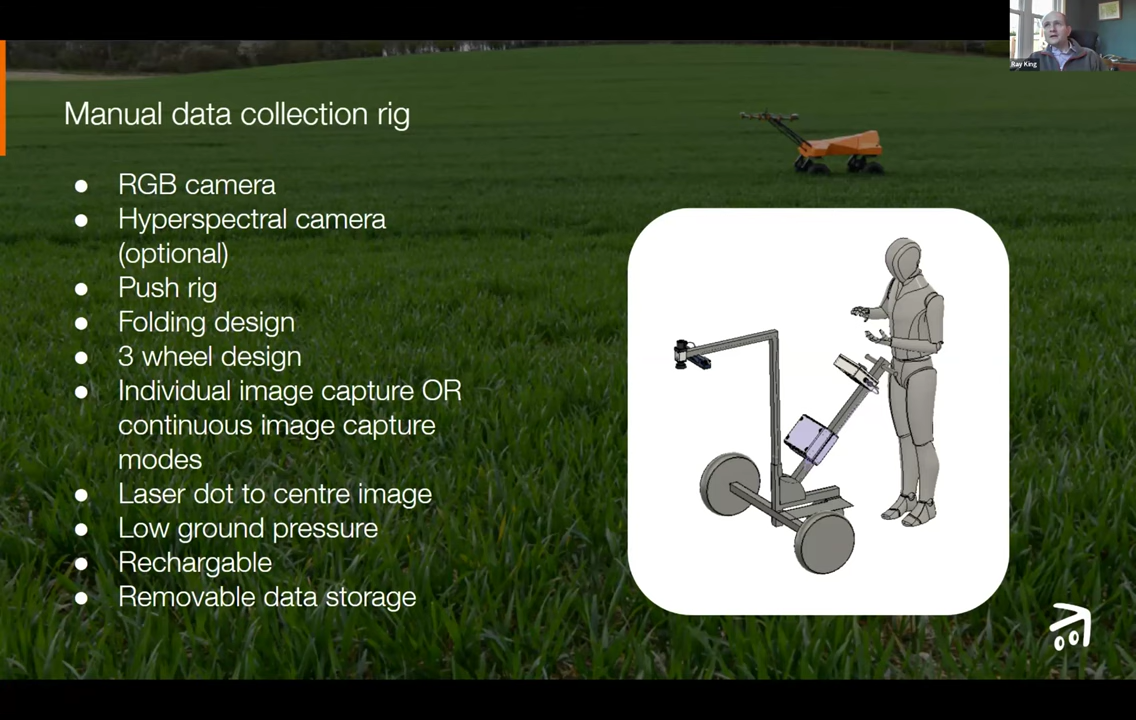 Ray King
Manual data collection rig
● RGB camera
● Hyperspectral camera
(optional)
● Push rig
● Folding design
● 3 wheel design
● Individual image capture OR
continuous image capture
modes
● Laser dot to centre image
● Low ground pressure
● Rechargable
● Removable data storage